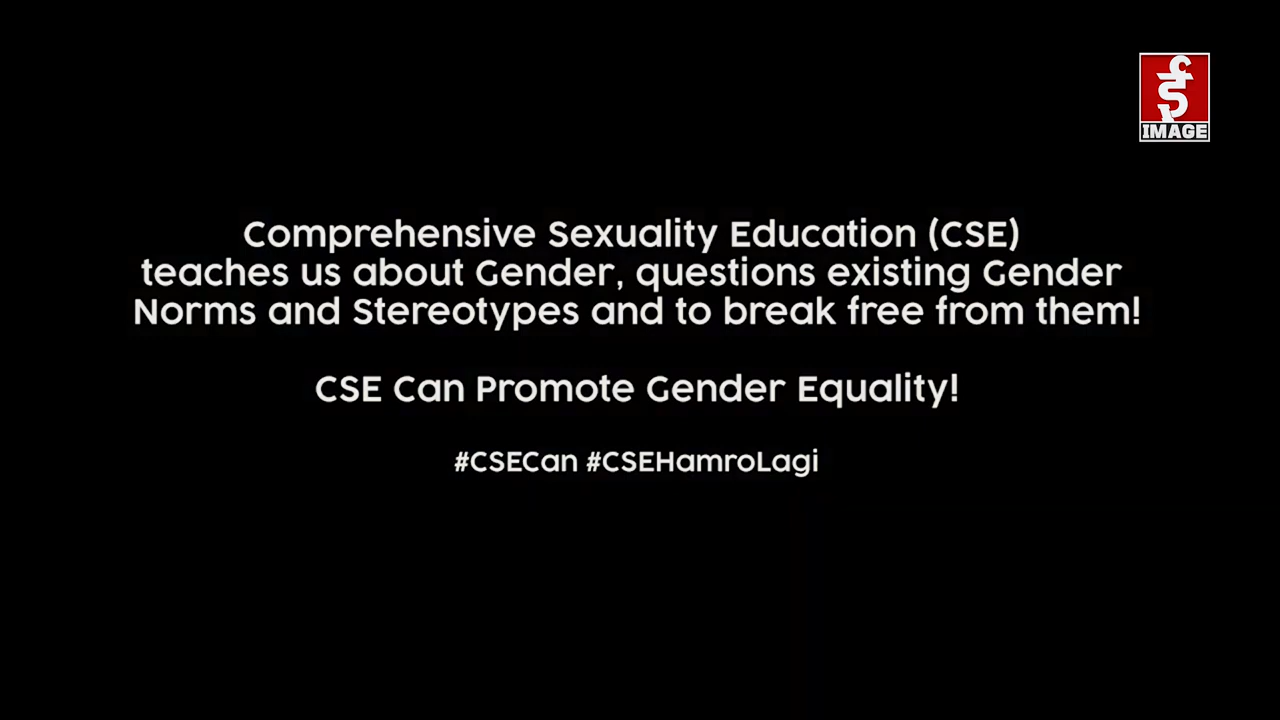 IMAGE
Comprehensive Sexuality Education (CSE)
teaches us about Gender, questions existing Gender
Norms and Stereotypes and to break free from them!
CSE Can Promote Gender Equality!
#CSECan #CSEHamroLagi